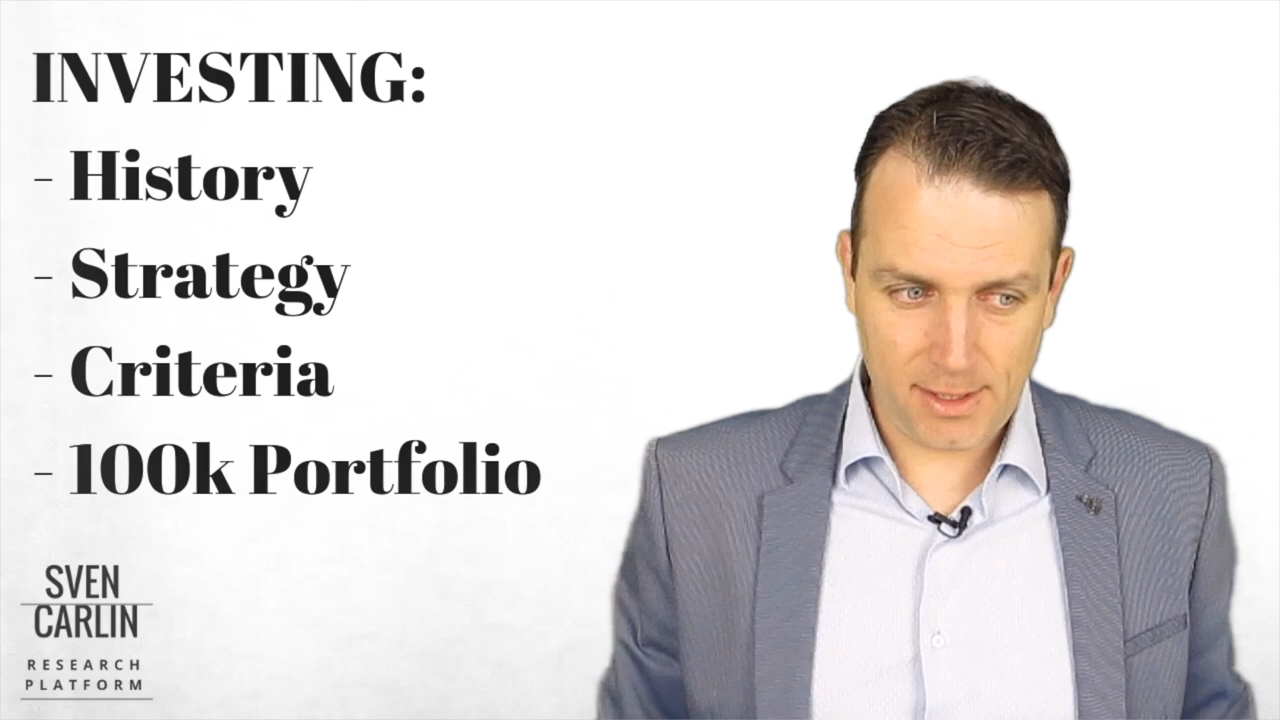 INVESTING:
- History
- Strategy
- Criteria
- 100k Portfolio
SVEN
CARLIN
RESEARCH
PLATFORM